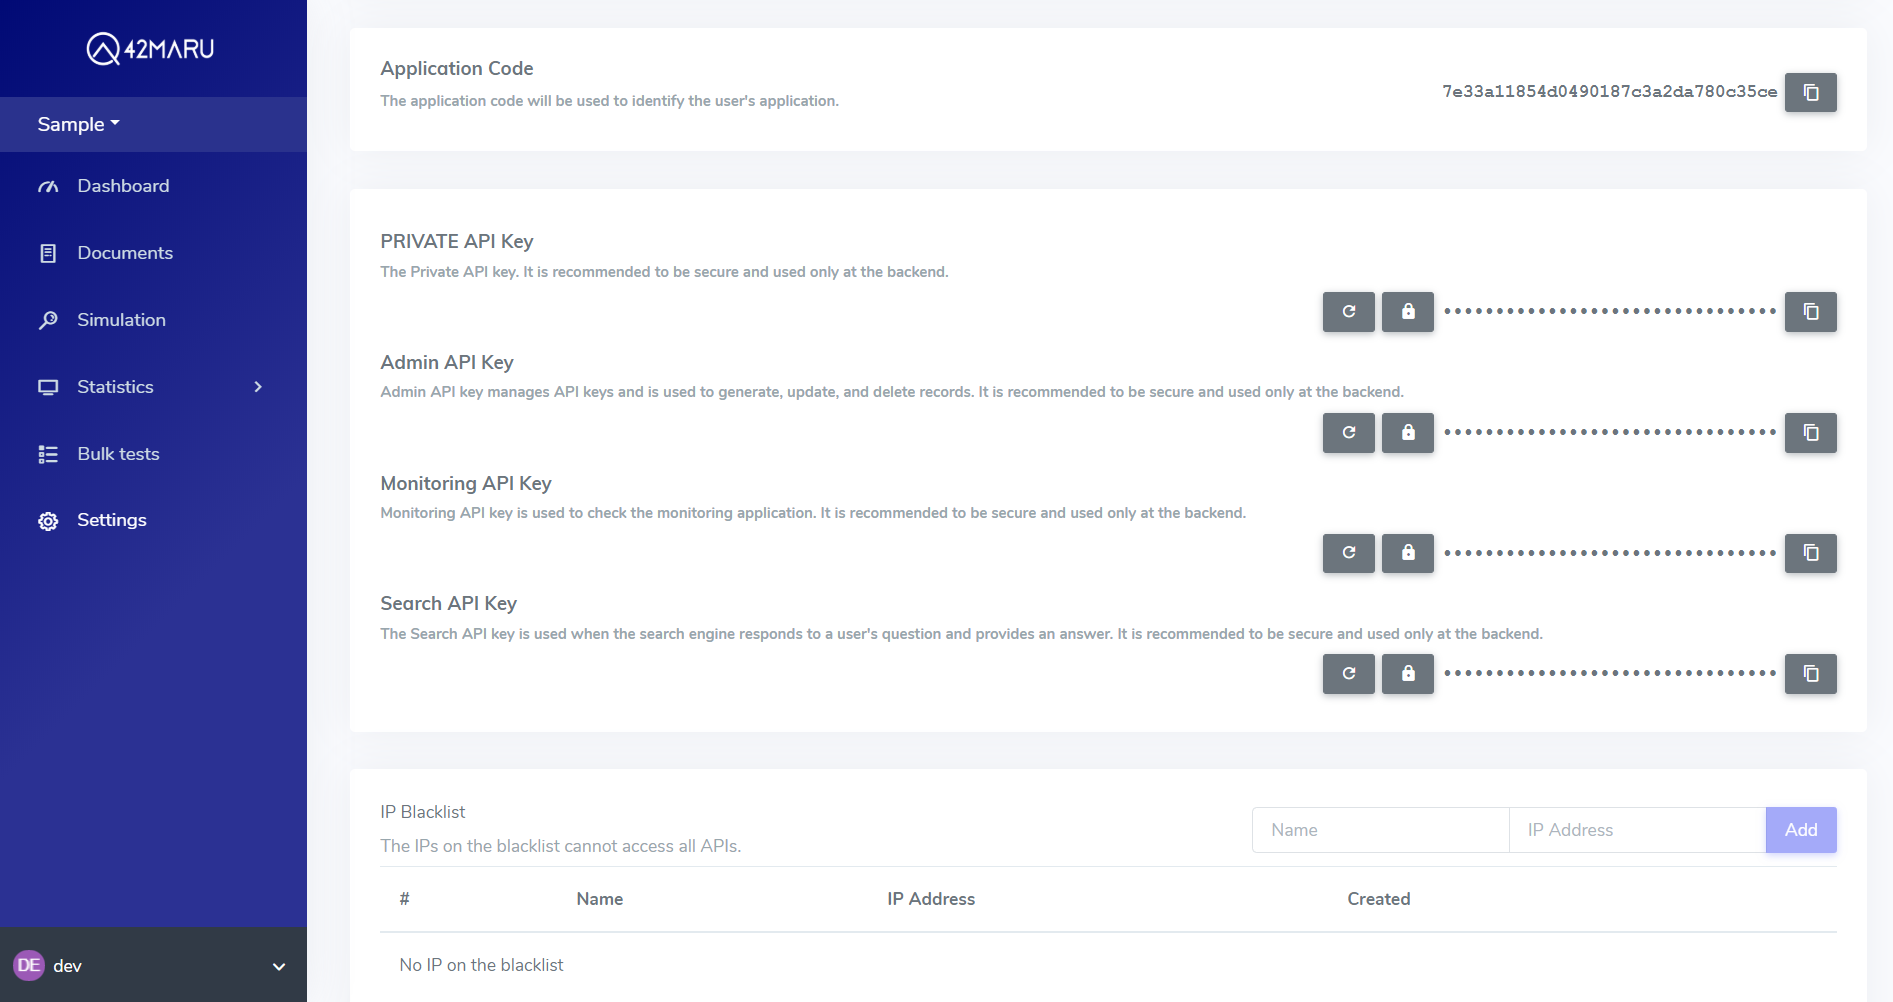 42MARU
Sample
Dashboard
Documents
Simulation
Statistics
Bulk tests
Settings
DE dev
Application Code
The application code will be used to identify the user's application.
7e33a11854d0490187c3a2da780c35ce
PRIVATE API Key
The Private API key. It is recommended to be secure and used only at the backend.
••••••••••••••••••••••••••••••••
Admin API Key
Admin API key manages API keys and is used to generate, update, and delete records. It is recommended to be secure and used only at the backend.
••••••••••••••••••••••••••••••••
Monitoring API Key
Monitoring API key is used to check the monitoring application. It is recommended to be secure and used only at the backend.
••••••••••••••••••••••••••••••••
Search API Key
The Search API key is used when the search engine responds to a user's question and provides an answer. It is recommended to be secure and used only at the backend.
••••••••••••••••••••••••••••••••
IP Blacklist
The IPs on the blacklist cannot access all APIs.
Name IP Address Add
# Name IP Address Created
No IP on the blacklist